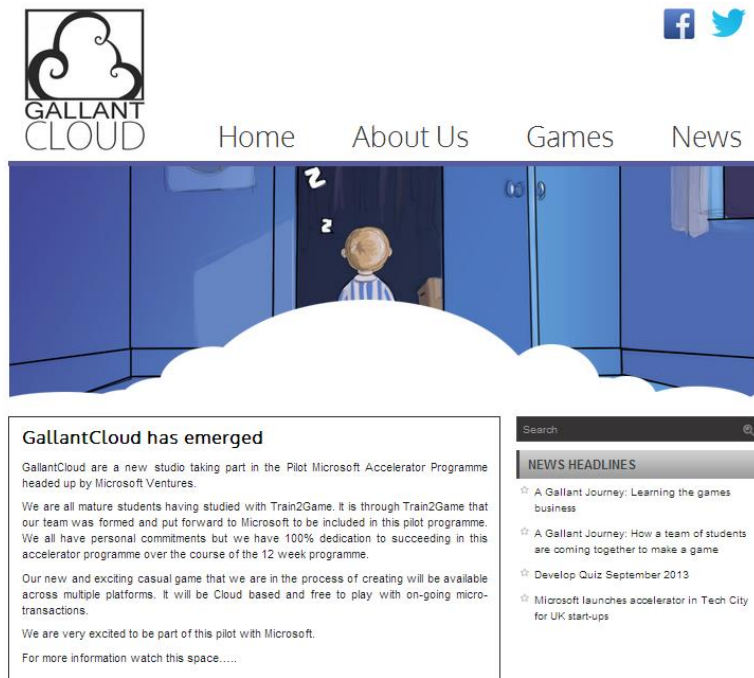 GALLANT
CLOUD
Home About Us Games News
Z
Z
GallantCloud has emerged
GallantCloud are a new studio taking part in the Pilot Microsoft Accelerator Programme
headed up by Microsoft Ventures.
We are all mature students having studied with Train2Game. It is through Train2Game that
our team was formed and put forward to Microsoft to be included in this pilot programme.
We all have personal commitments but we have 100% dedication to succeeding in this
accelerator programme over the course of the 12 week programme.
Our new and exciting casual game that we are in the process of creating will be available
across multiple platforms. It will be Cloud based and free to play with on-going micro-
transactions.
We are very excited to be part of this pilot with Microsoft.
For more information watch this space.....
Search
NEWS HEADLINES
A Gallant Journey: Learning the games
business
A Gallant Journey: How a team of students
are coming together to make a game
Develop Quiz September 2013
Microsoft launches accelerator in Tech City
for UK start-ups